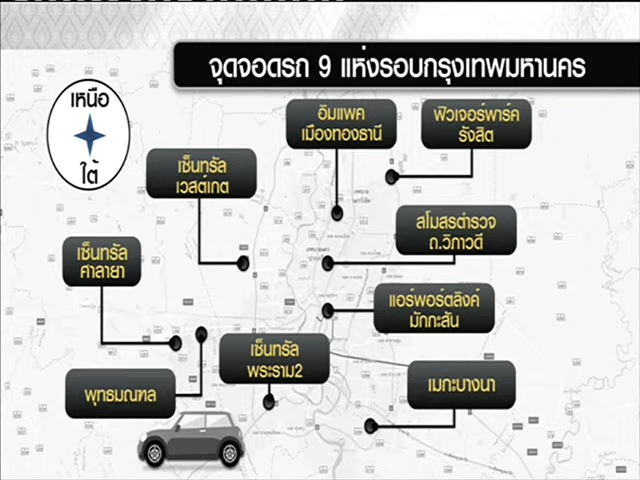 จุดจอดรถ 9 แห่งรอบกรุงเทพมหานคร
เหนือ
ใต้
อิมแพค
เมืองทองธานี
ฟิวเจอร์พาร์ค
รังสิต
เซ็นทรัล
เวสต์เกต
สโมสรตำรวจ
ถ.วิภาวดี
เซ็นทรัล
ศาลายา
แอร์พอร์ตลิงค์
มักกะสัน
เซ็นทรัล
พระราม2
พุทธมณฑล
เมกะบางนา